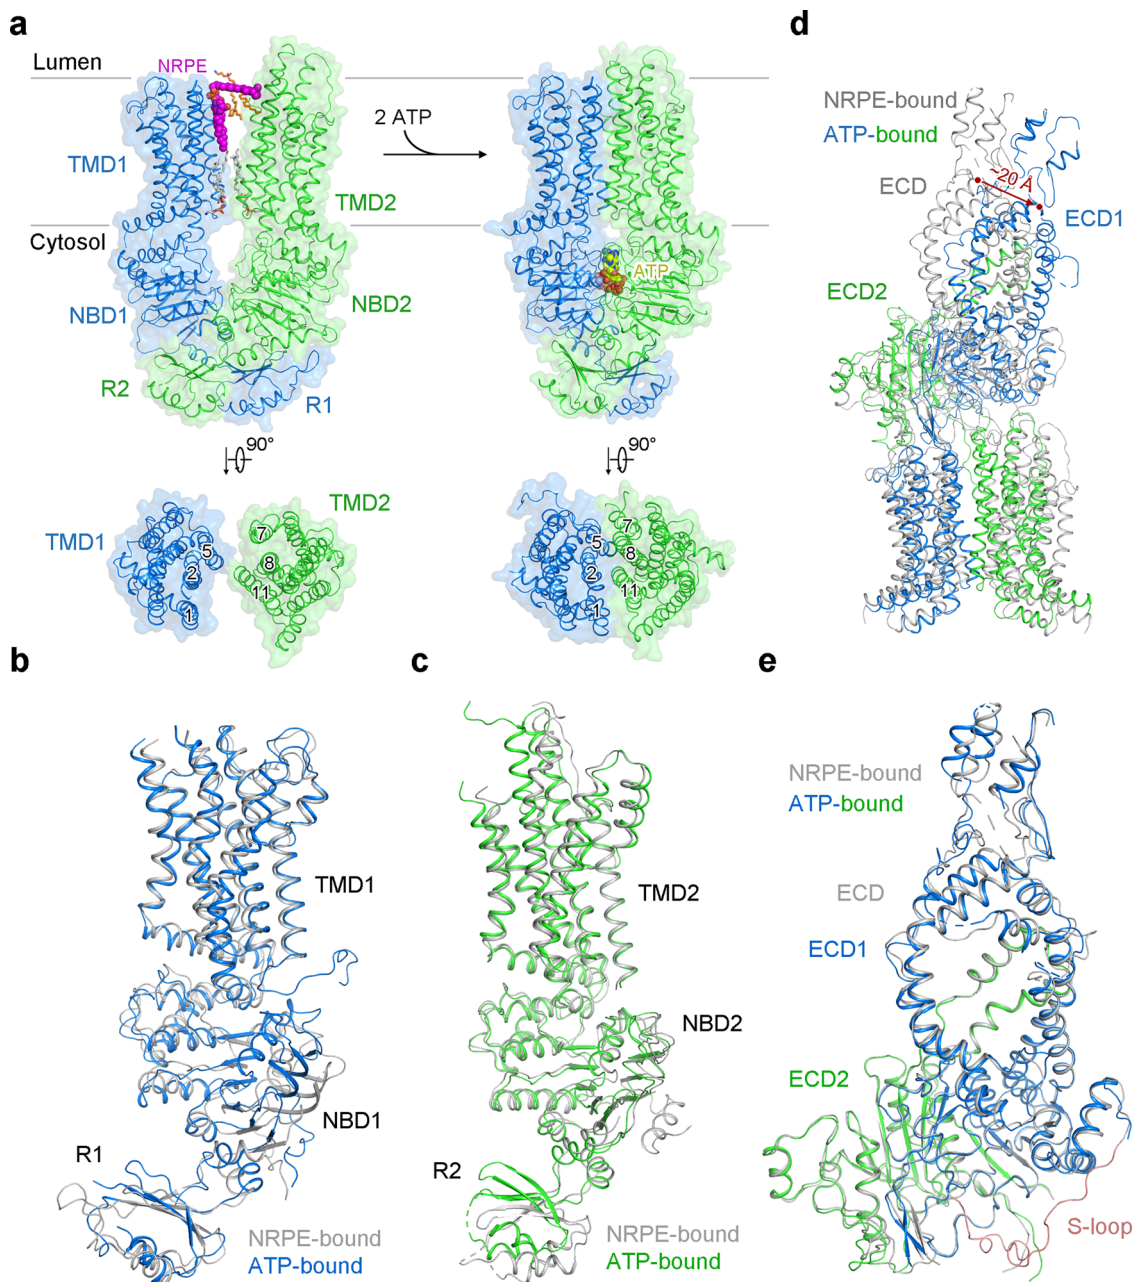 a
Lumen
NRPE
TMD1
TMD2
Cytosol
NBD1
NBD2
R2
R1
2 ATP
ATP
90°
90°
TMD1
TMD2
5
2
1
7
8
11
5
2
1
7
8
11
d
NRPE-bound
ATP-bound
ECD
~20 Å
ECD1
ECD2
b
TMD1
NBD1
R1
NRPE-bound
ATP-bound
c
TMD2
NBD2
R2
NRPE-bound
ATP-bound
e
NRPE-bound
ATP-bound
ECD
ECD1
ECD2
S-loop